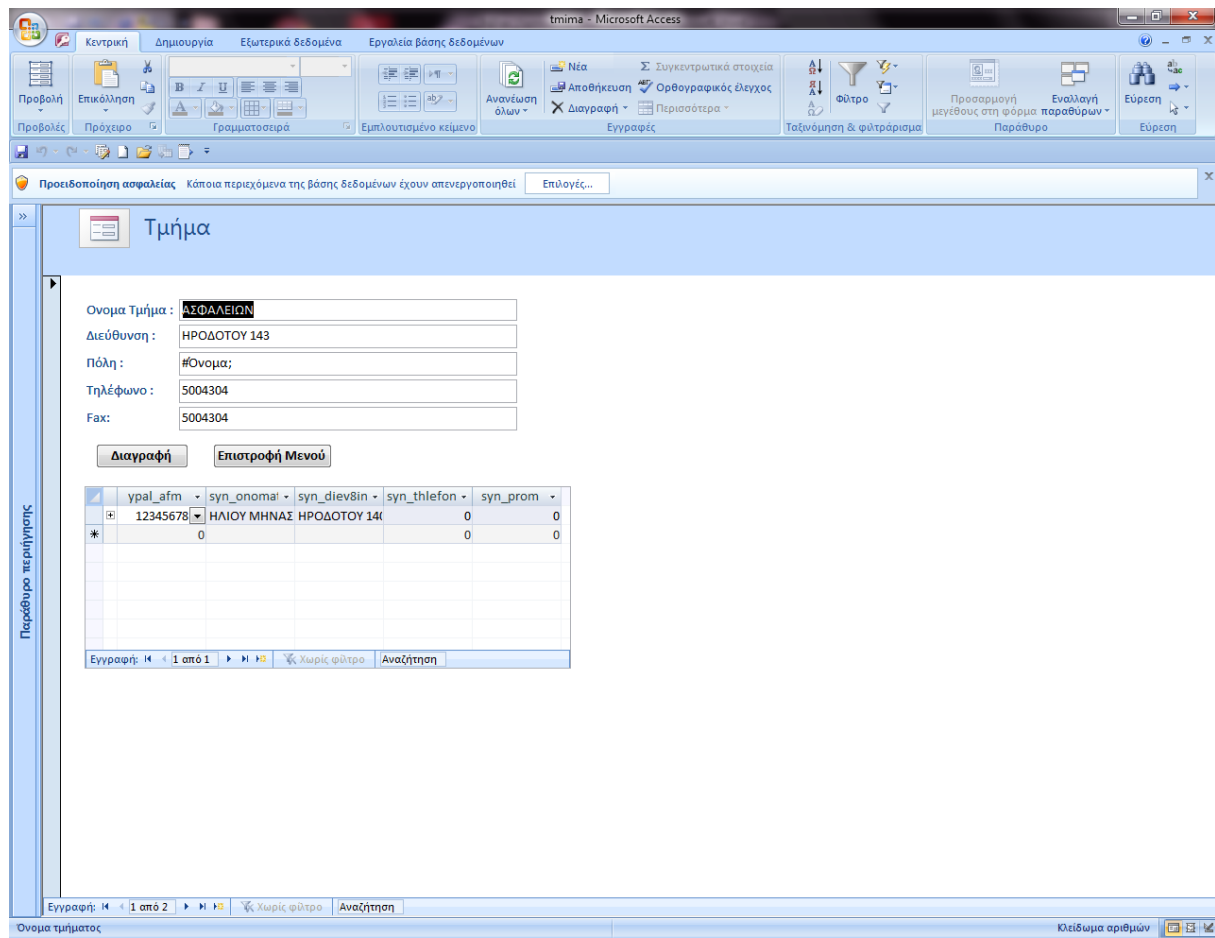 tmima - Microsoft Access
Κεντρική Δημιουργία Εξωτερικά δεδομένα Εργαλεία βάσης δεδομένων
Προβολή
Προβολές
Επικόλληση
Πρόχειρο
B I U
Γραμματοσειρά
Εμπλουτισμένο κείμενο
Ανανέωση όλων
Νέα
Αποθήκευση
Διαγραφή
Σ Συγκεντρωτικά στοιχεία
Ορθογραφικός έλεγχος
Περισσότερα
Εγγραφές
Φίλτρο
Ταξινόμηση & φιλτράρισμα
Προσαρμογή μεγέθους στη φόρμα
Εναλλαγή παραθύρων
Παράθυρο
Εύρεση
Εύρεση
Προειδοποίηση ασφαλείας Κάποια περιεχόμενα της βάσης δεδομένων έχουν απενεργοποιηθεί Επιλογές...
Παράθυρο περιήγησης
Τμήμα
Ονομα Τμήμα : ΑΣΦΑΛΕΙΩΝ
Διεύθυνση : ΗΡΟΔΟΤΟΥ 143
Πόλη : #Όνομα;
Τηλέφωνο : 5004304
Fax: 5004304
Διαγραφή Επιστροφή Μενού
ypal_afm syn_onomat syn_diev8in syn_thlefon syn_prom
12345678 ΗΛΙΟΥ ΜΗΝΑΣ ΗΡΟΔΟΤΟΥ 140 0 0
0 0 0
Εγγραφή: 1 από 1 Χωρίς φίλτρο Αναζήτηση
Εγγραφή: 1 από 2 Χωρίς φίλτρο Αναζήτηση
Όνομα τμήματος Κλείδωμα αριθμών